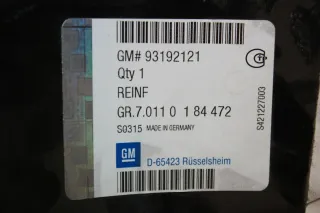 GM# 93192121
Qty 1
REINF
GR.7.011 0 1 84 472
S0315 MADE IN GERMANY
GM
D-65423 Rüsselsheim
S421227003